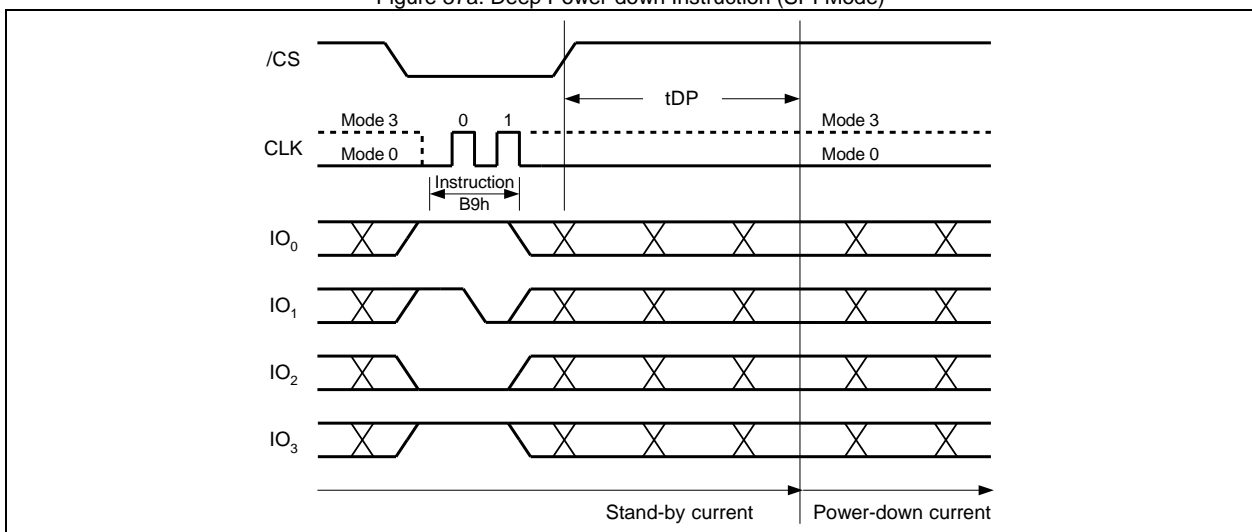 Figure 37a. Deep Power-down Instruction (SPI Mode)
/CS
tDP
Mode 3 0 1 Mode 3
CLK
Mode 0 Mode 0
Instruction
B9h
IO0
IO1
IO2
IO3
Stand-by current Power-down current